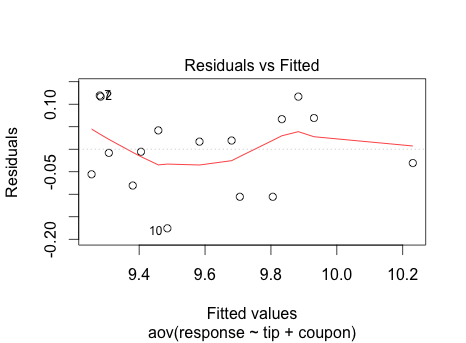 Residuals vs Fitted
Residuals
0.10
-0.05
-0.20
2
10
9.4
9.6
9.8
10.0
10.2
Fitted values
aov(response ~ tip + coupon)